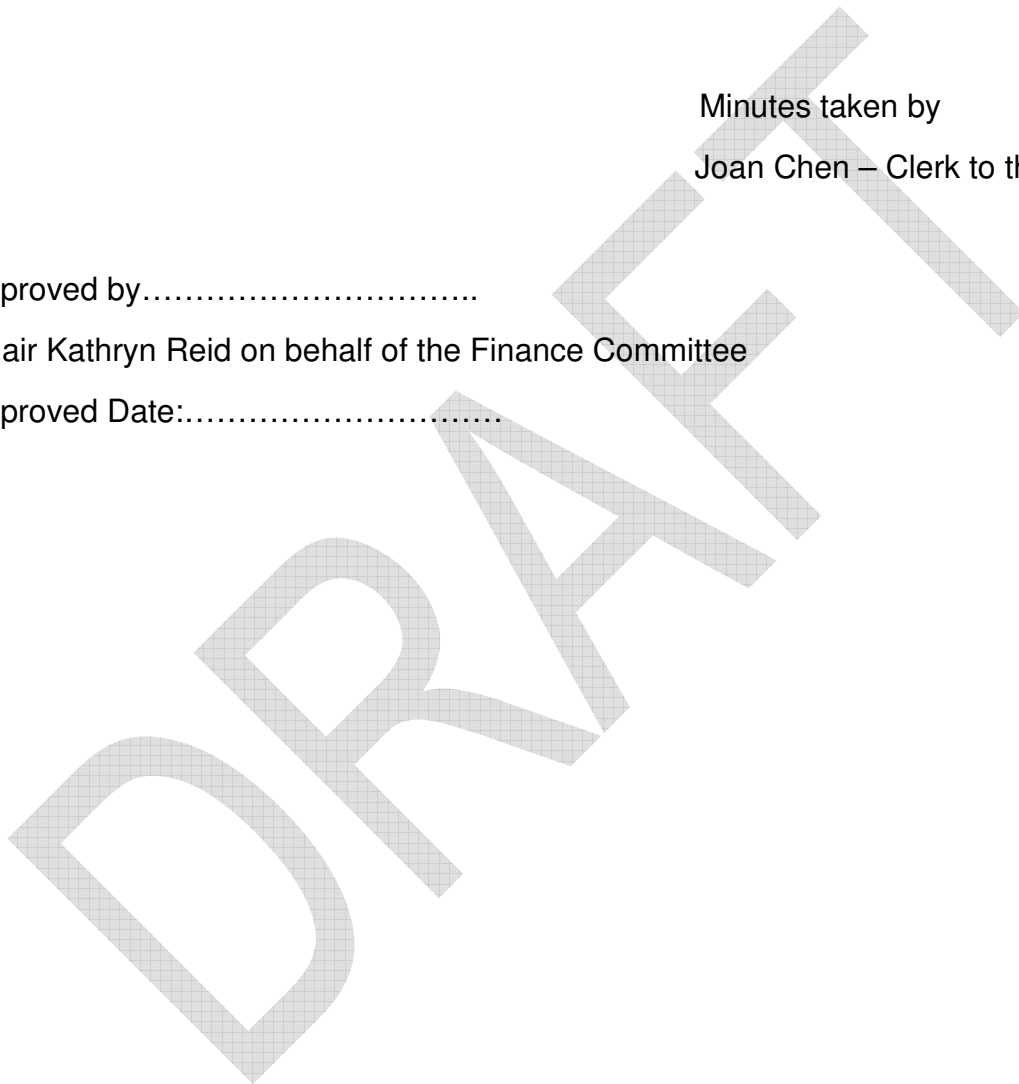 Minutes taken by
Joan Chen – Clerk to
proved by……………………………..
air Kathryn Reid on behalf of the Finance Committee
proved Date:…………………………
DRAFT